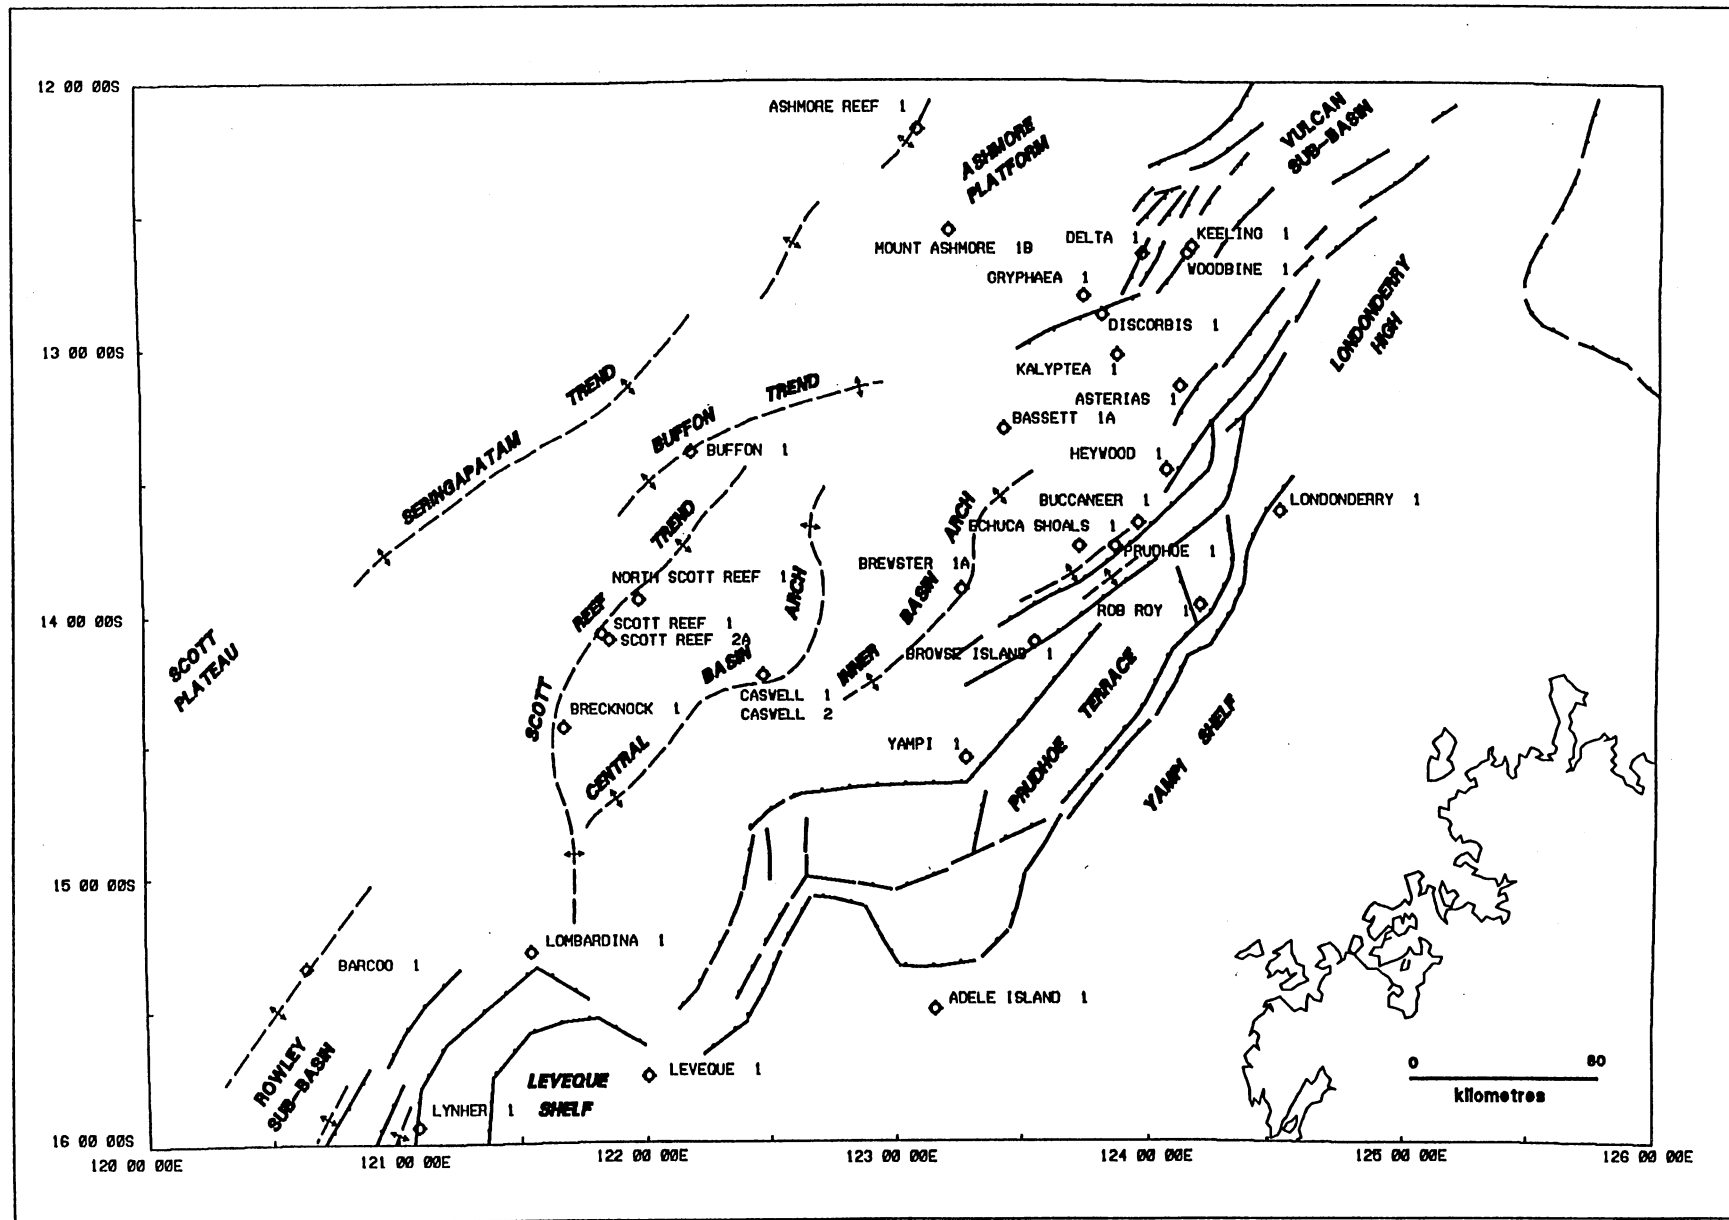 12 00 00S
ASHMORE REEF 1
ASHMORE
PLATFORM
VULCAN
SUB-BASIN
MOUNT ASHMORE 1B
DELTA 1
KEELING 1
WOODBINE 1
GRYPHAEA 1
DISCORBIS 1
LONDONDERRY
HIGH
13 00 00S
KALYPTEA 1
ASTERIAS 1
SERINGAPATAM TREND
BUFFON TREND
BUFFON 1
BASSETT 1A
HEYWOOD 1
BUCCANEER 1
LONDONDERRY 1
ECHUCA SHOALS 1
PRUDHOE 1
BREWSTER 1A
NORTH SCOTT REEF 1
ROB ROY 1
14 00 00S
SCOTT REEF 1
SCOTT REEF 2A
SCOTT REEF TREND
BROWSE ISLAND 1
SCOTT
PLATEAU
CENTRAL BASIN ARCH
INNER BASIN ARCH
CASWELL 1
CASWELL 2
BRECKNOCK 1
YAMPI 1
PRUDHOE TERRACE
YAMPI SHELF
15 00 00S
LOMBARDINA 1
BARCOO 1
ADELE ISLAND 1
ROWLEY
SUB-BASIN
LEVEQUE 1
LEVEQUE
SHELF
LYNHER 1
0 60
kilometres
16 00 00S
120 00 00E 121 00 00E 122 00 00E 123 00 00E 124 00 00E 125 00 00E 126 00 00E